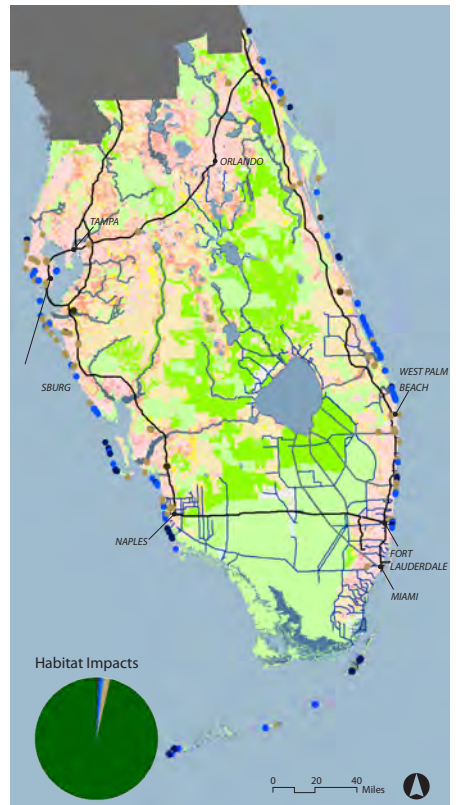 ORLANDO
TAMPA
SBURG
WEST PALM
BEACH
NAPLES
FORT
LAUDERDALE
MIAMI
Habitat Impacts
0 20 40
Miles